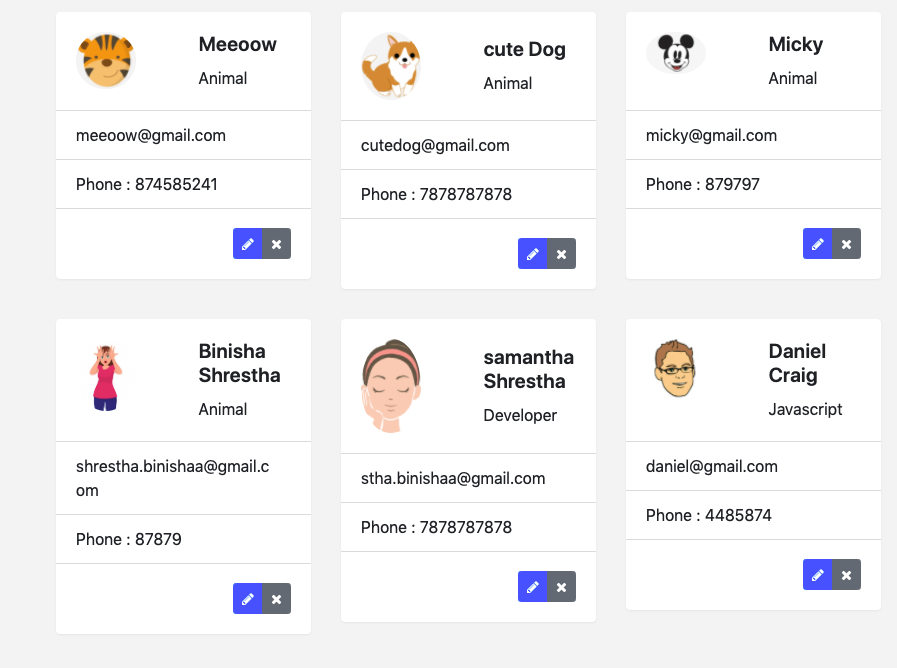 Meeoow
Animal
meeoow@gmail.com
Phone : 874585241
cute Dog
Animal
cutedog@gmail.com
Phone : 7878787878
Micky
Animal
micky@gmail.com
Phone : 879797
Binisha
Shrestha
Animal
shrestha.binishaa@gmail.c
om
Phone : 87879
samantha
Shrestha
Developer
stha.binishaa@gmail.com
Phone : 7878787878
Daniel
Craig
Javascript
daniel@gmail.com
Phone : 4485874